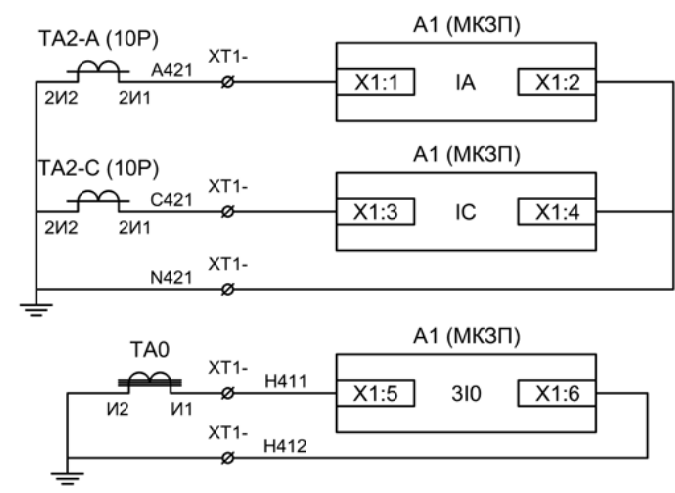 A1 (МКЗП)
TA2-A (10P)
XT1-
A421
X1:1
IA
X1:2
2И2
2И1
A1 (МКЗП)
TA2-C (10P)
XT1-
C421
X1:3
IC
X1:4
2И2
2И1
XT1-
N421
A1 (МКЗП)
TA0
XT1-
H411
X1:5
3I0
X1:6
И2
И1
XT1-
H412